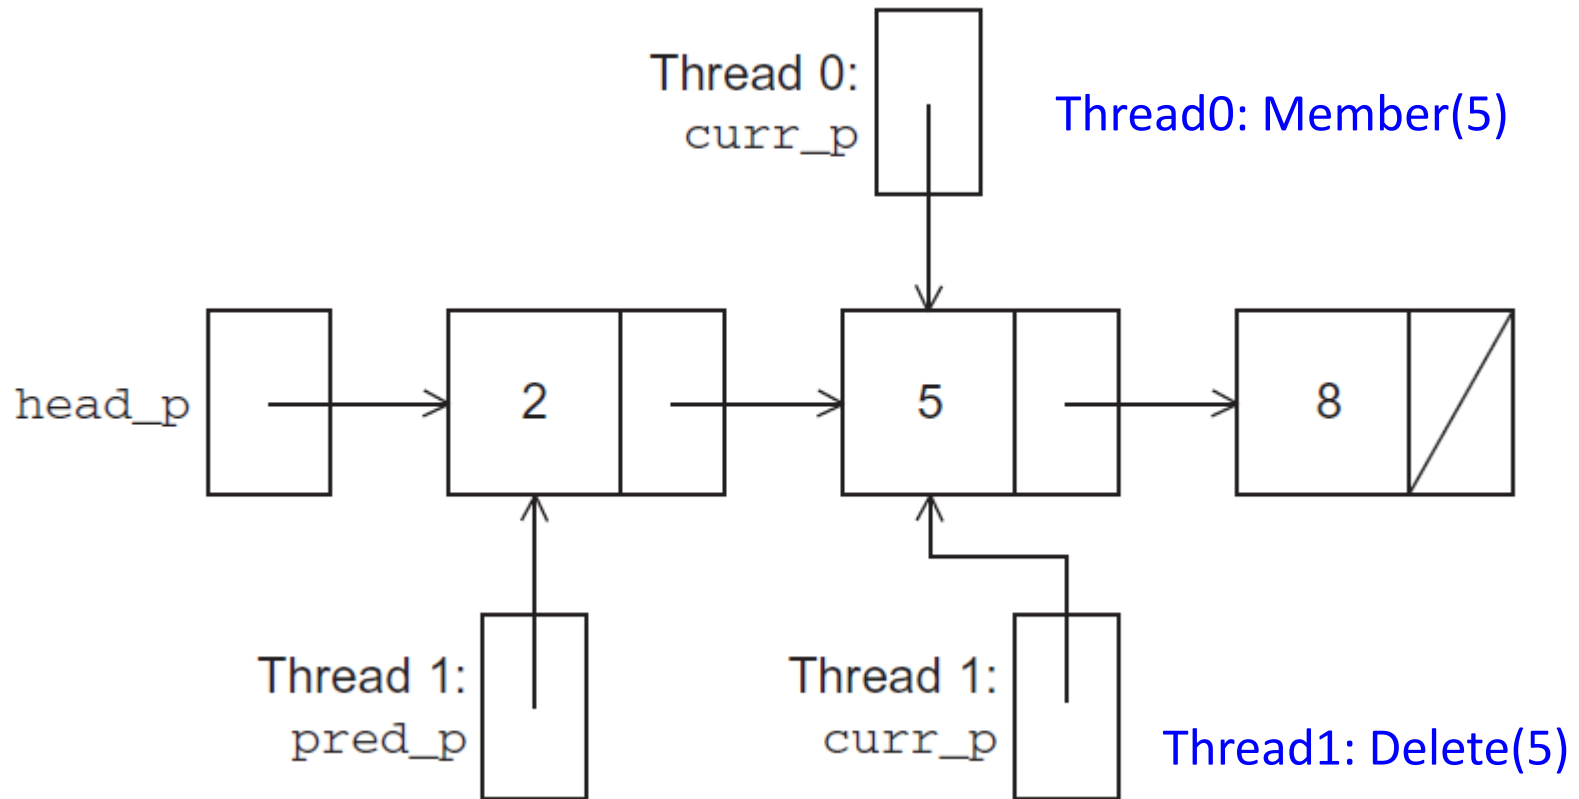 Thread 0:
curr_p
Thread0: Member(5)
head_p
2
5
8
Thread 1:
pred_p
Thread 1:
curr_p
Thread1: Delete(5)